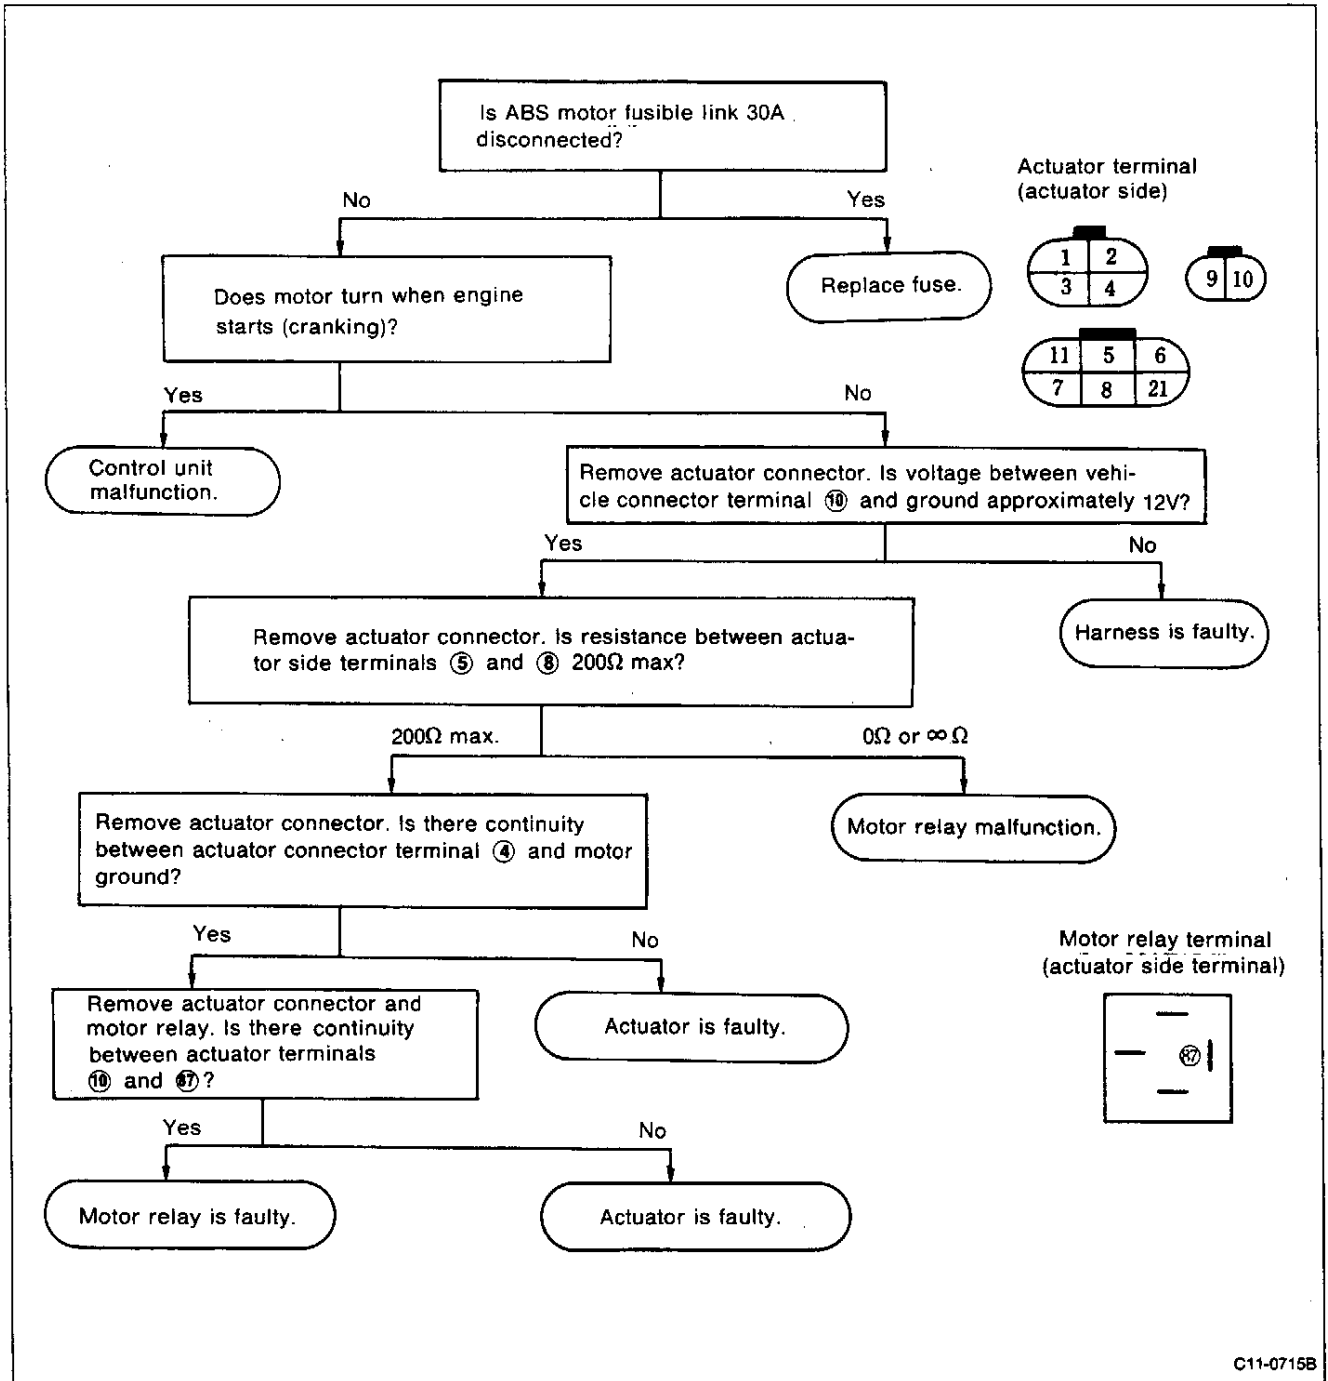 Is ABS motor fusible link 30A
disconnected?
Actuator terminal
(actuator side)
No
Yes
1 2
3 4
9 10
Does motor turn when engine
starts (cranking)?
Replace fuse.
11 5 6
7 8 21
Yes
No
Control unit
malfunction.
Remove actuator connector. Is voltage between vehi-
cle connector terminal ⑩ and ground approximately 12V?
Yes
No
Remove actuator connector. Is resistance between actua-
tor side terminals ⑤ and ⑧ 200Ω max?
Harness is faulty.
200Ω max.
0Ω or ∞ Ω
Remove actuator connector. Is there continuity
between actuator connector terminal ④ and motor
ground?
Motor relay malfunction.
Yes
No
Motor relay terminal
(actuator side terminal)
Remove actuator connector and
motor relay. Is there continuity
between actuator terminals
⑩ and 87?
Actuator is faulty.
87
Yes
No
Motor relay is faulty.
Actuator is faulty.
C11-0715B